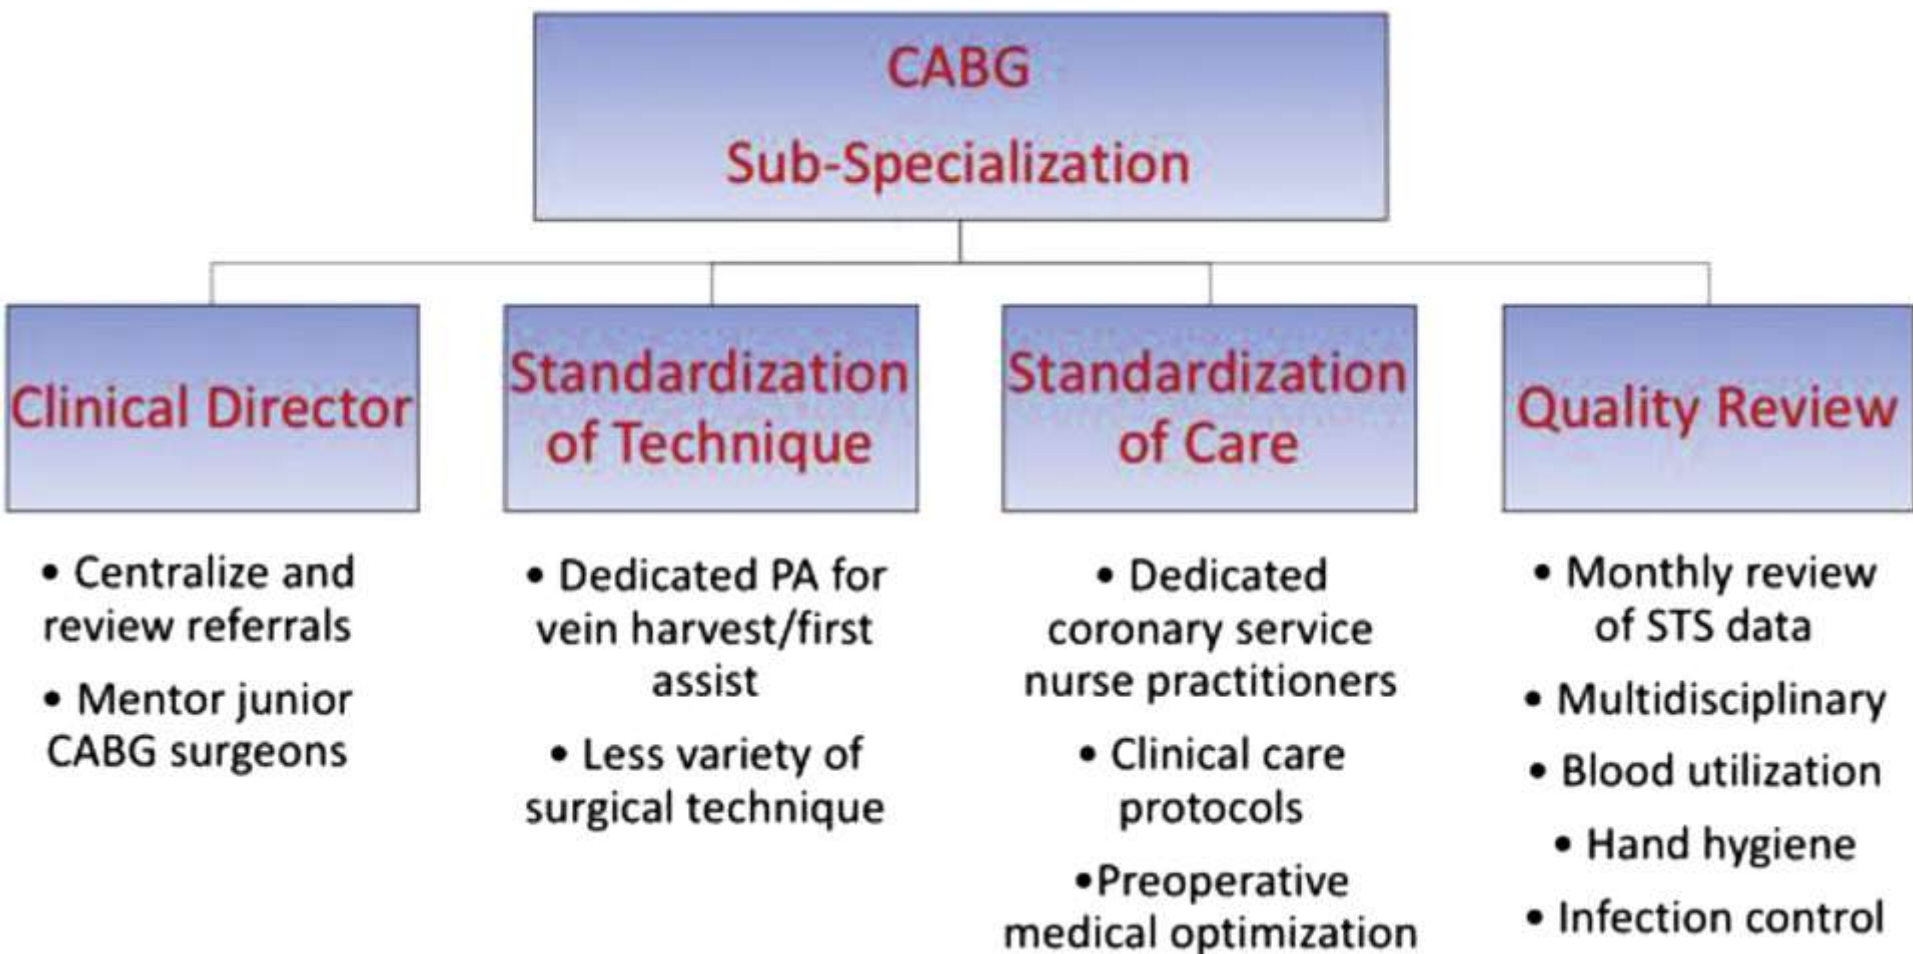 CABG
Sub-Specialization
Clinical Director
• Centralize and
review referrals
• Mentor junior
CABG surgeons
Standardization
of Technique
• Dedicated PA for
vein harvest/first
assist
• Less variety of
surgical technique
Standardization
of Care
• Dedicated
coronary service
nurse practitioners
• Clinical care
protocols
•Preoperative
medical optimization
Quality Review
• Monthly review
of STS data
• Multidisciplinary
• Blood utilization
• Hand hygiene
• Infection control